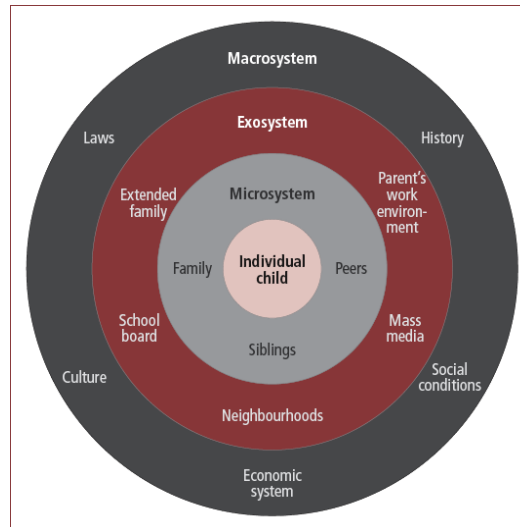 Macrosystem
Laws
History
Exosystem
Extended
family
Parent's
work
environ-
ment
Microsystem
Individual
child
Family
Peers
Siblings
School
board
Mass
media
Neighbourhoods
Culture
Social
conditions
Economic
system